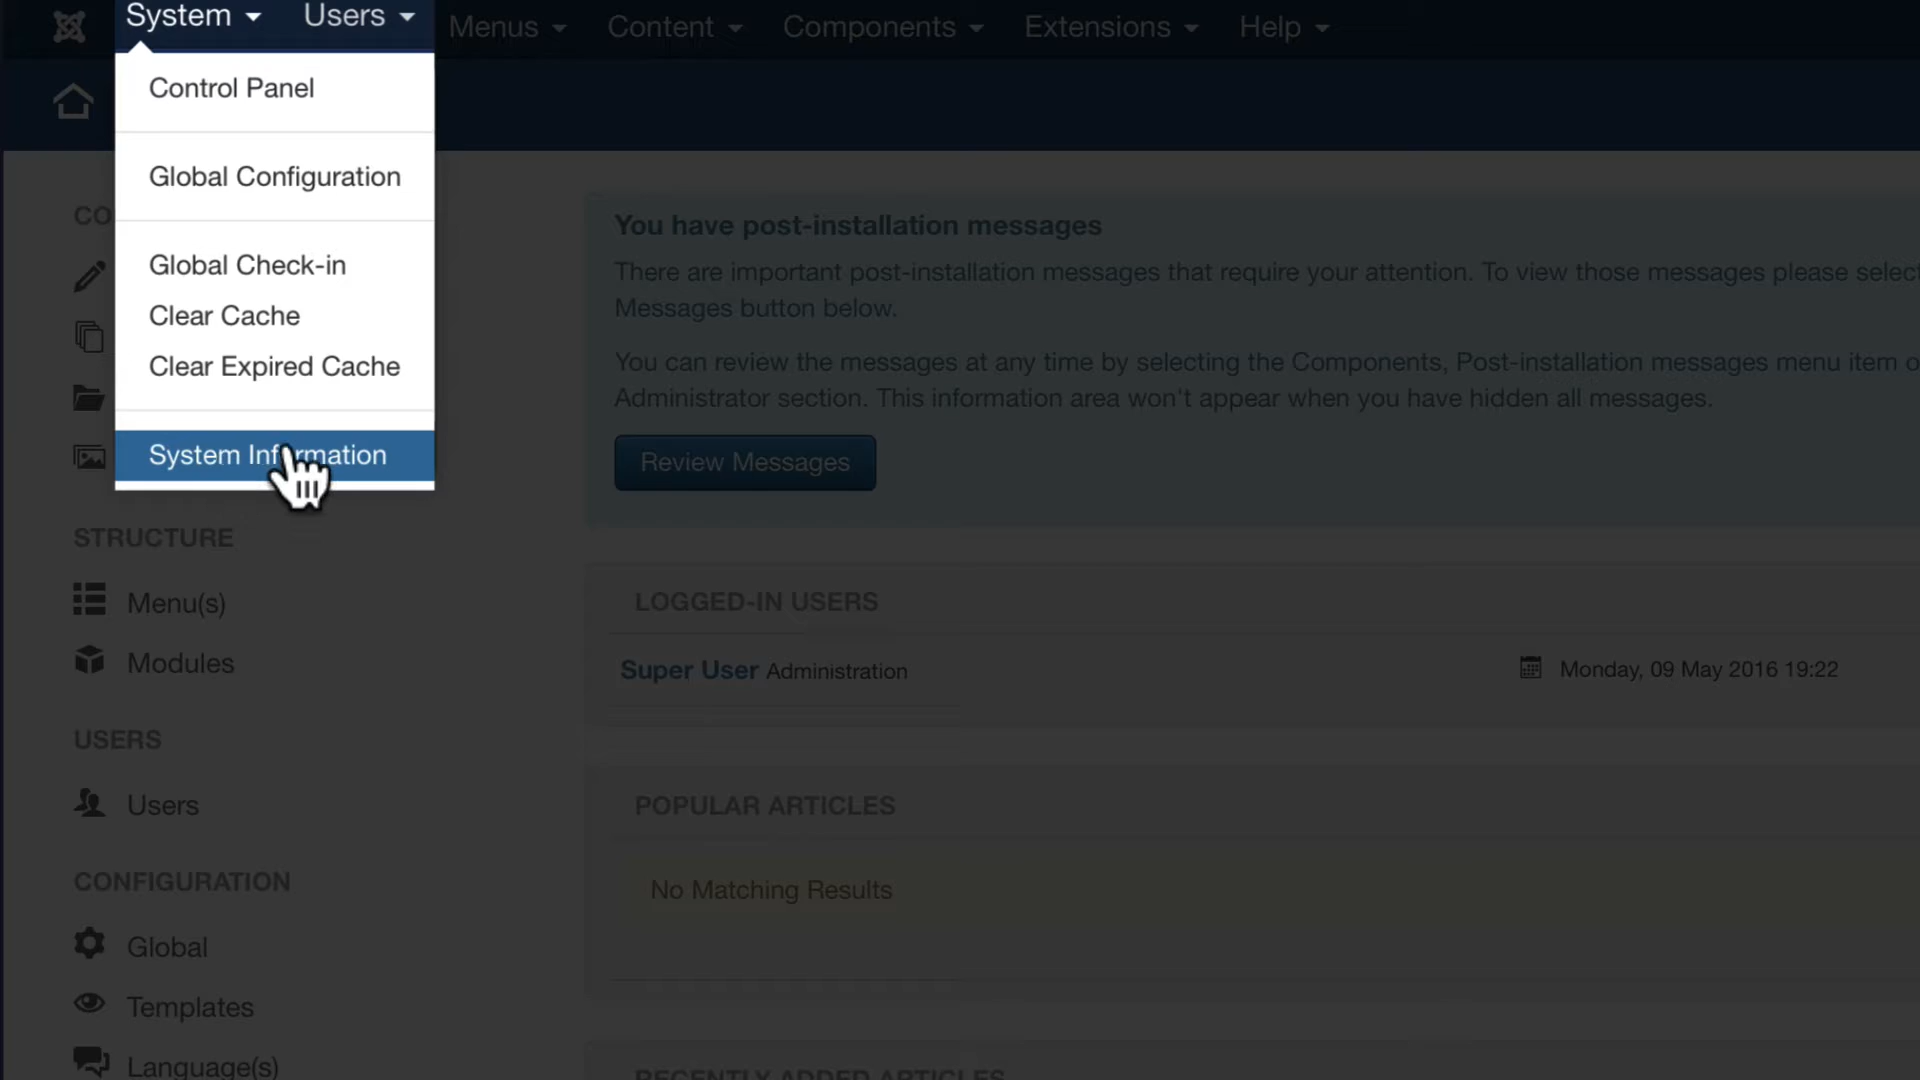 System Users Menus Content Components Extensions Help
Control Panel
Global Configuration
Global Check-in
Clear Cache
Clear Expired Cache
System Information
CO
STRUCTURE
Menu(s)
Modules
USERS
Users
CONFIGURATION
Global
Templates
Language(s)
You have post-installation messages
There are important post-installation messages that require your attention. To view those messages please select
Messages button below.
You can review the messages at any time by selecting the Components, Post-installation messages menu item o
Administrator section. This information area won't appear when you have hidden all messages.
Review Messages
LOGGED-IN USERS
Super User Administration
Monday, 09 May 2016 19:22
POPULAR ARTICLES
No Matching Results
RECENTLY ADDED ARTICLES